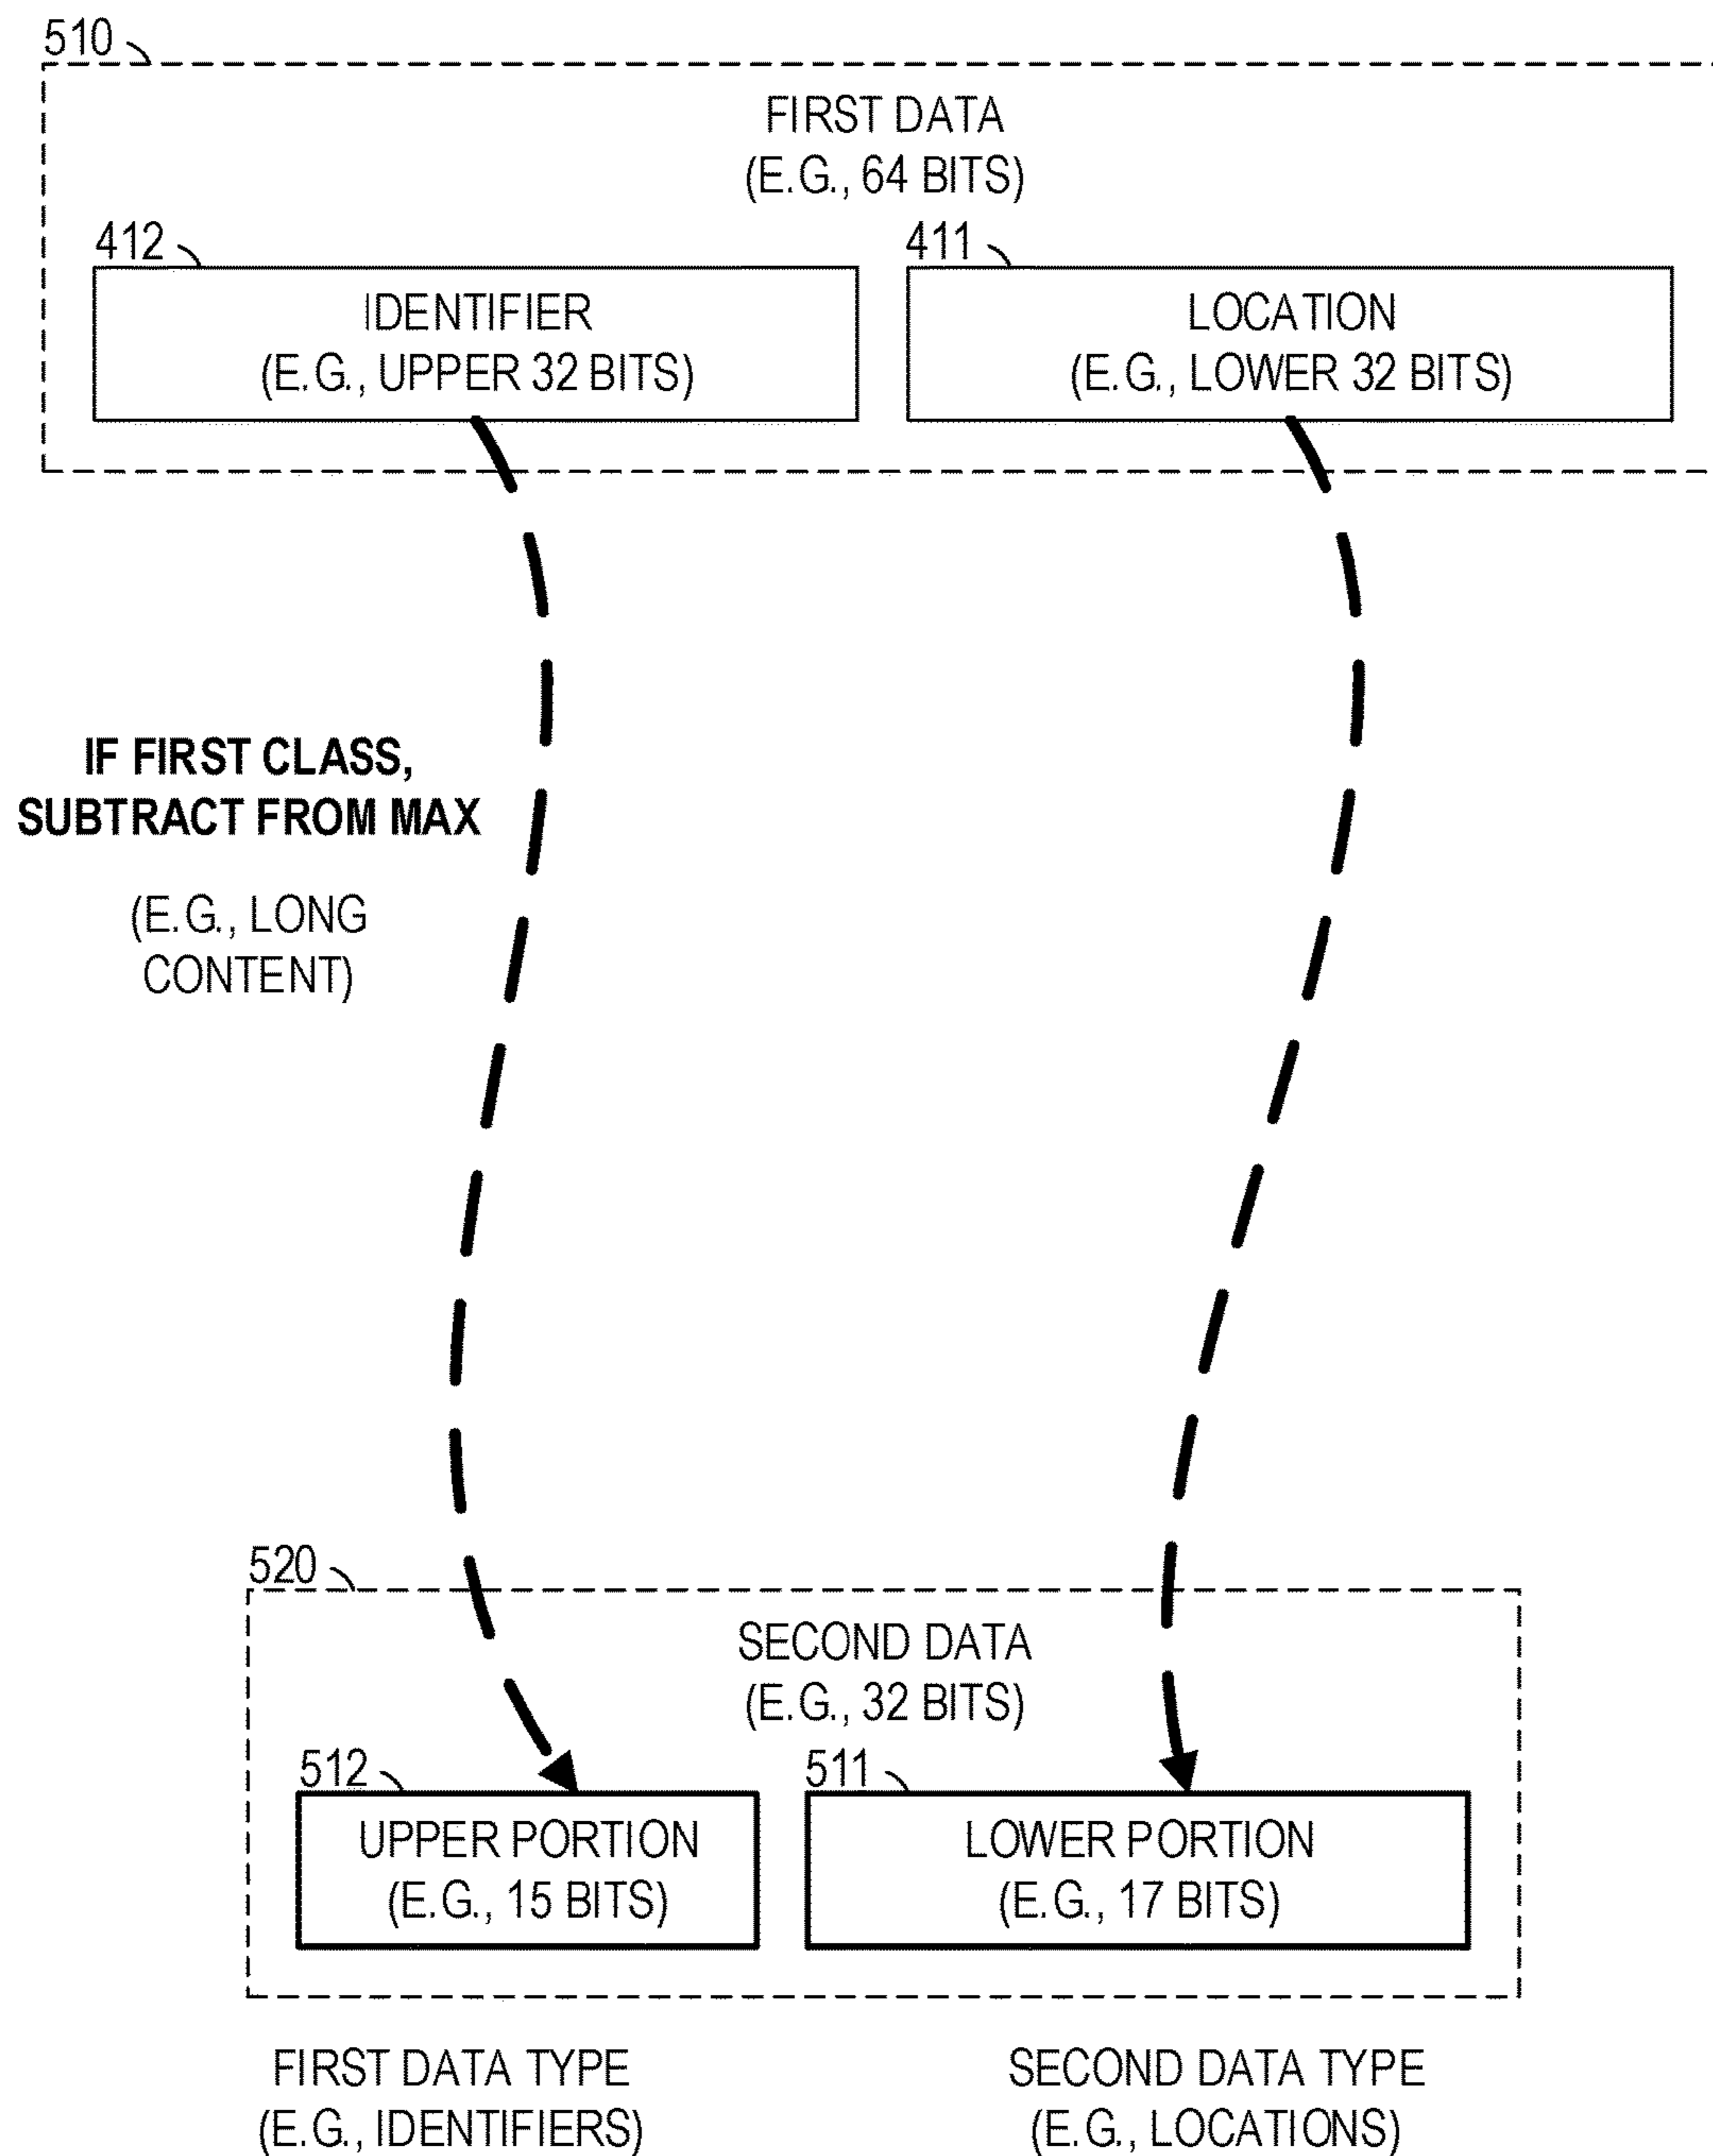 510
FIRST DATA
(E.G., 64 BITS)
412
IDENTIFIER
(E.G., UPPER 32 BITS)
411
LOCATION
(E.G., LOWER 32 BITS)
IF FIRST CLASS,
SUBTRACT FROM MAX
(E.G., LONG
CONTENT)
520
SECOND DATA
(E.G., 32 BITS)
512
UPPER PORTION
(E.G., 15 BITS)
511
LOWER PORTION
(E.G., 17 BITS)
FIRST DATA TYPE
(E.G., IDENTIFIERS)
SECOND DATA TYPE
(E.G., LOCATIONS)